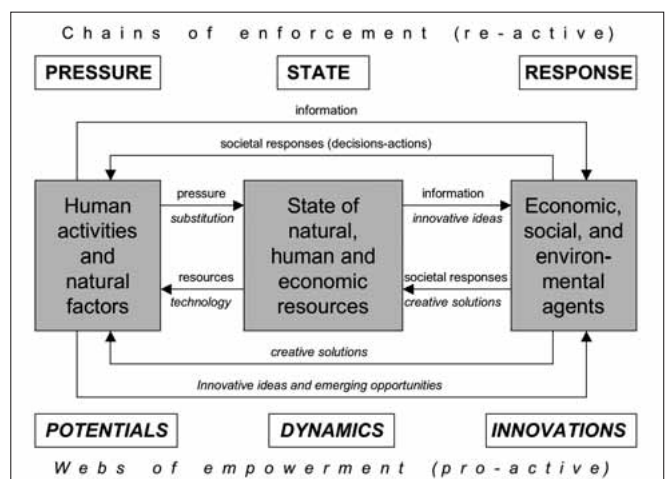 Chains of enforcement (re-active)
PRESSURE
STATE
RESPONSE
information
societal responses (decisions-actions)
Human
activities
and
natural
factors
pressure
substitution
resources
technology
State of
natural,
human and
economic
resources
information
innovative ideas
societal responses
creative solutions
Economic,
social, and
environ-
mental
agents
creative solutions
Innovative ideas and emerging opportunities
POTENTIALS
DYNAMICS
INNOVATIONS
Webs of empowerment (pro-active)